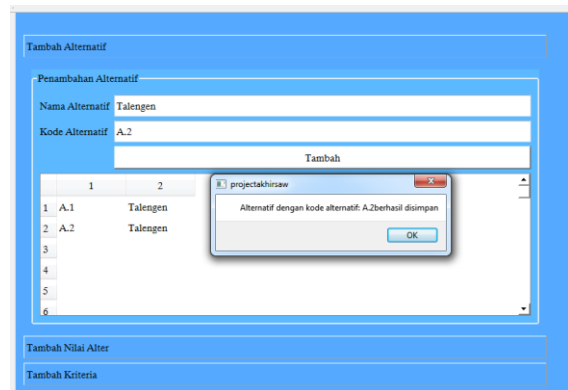 Tambah Alternatif
Penambahan Alternatif
Nama Alternatif Talengen
Kode Alternatif A.2
Tambah
1 2
1 A.1 Talengen
2 A.2 Talengen
3
4
5
6
projectakhirsaw
Alternatif dengan kode alternatif: A.2berhasil disimpan
OK
Tambah Nilai Alter
Tambah Kriteria